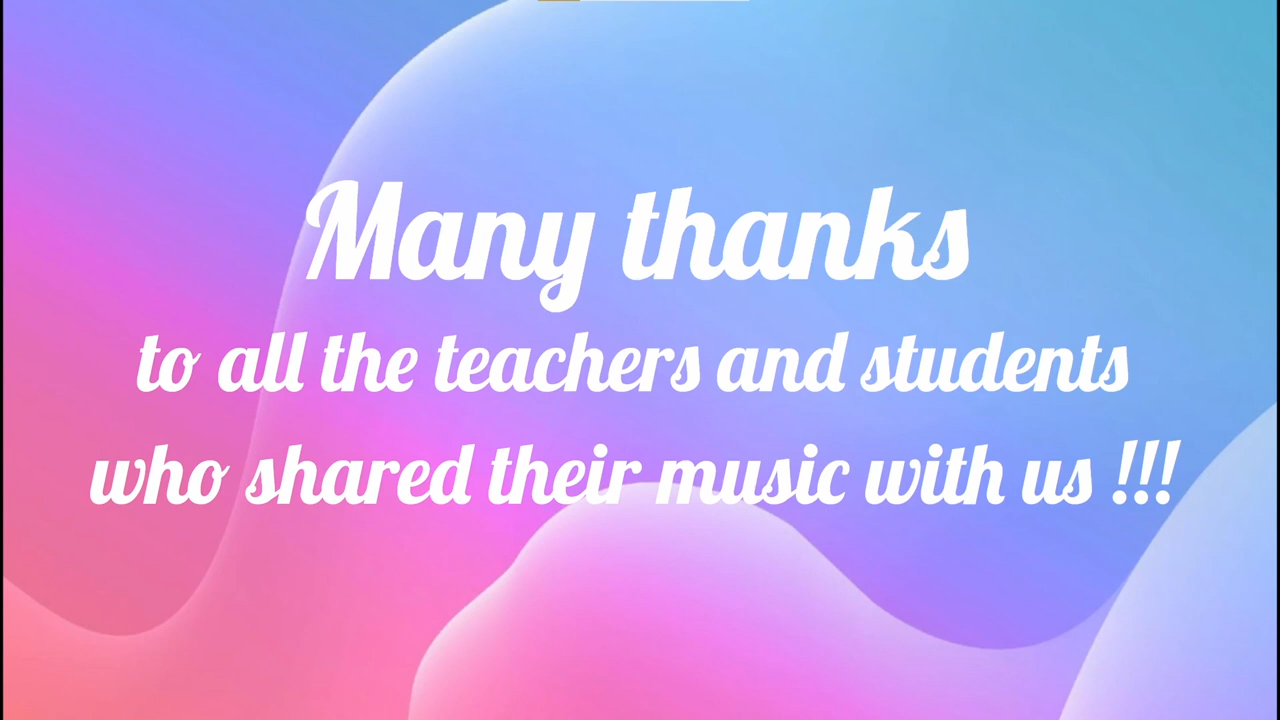 Many thanks
to all the teachers and students
who shared their music with us !!!